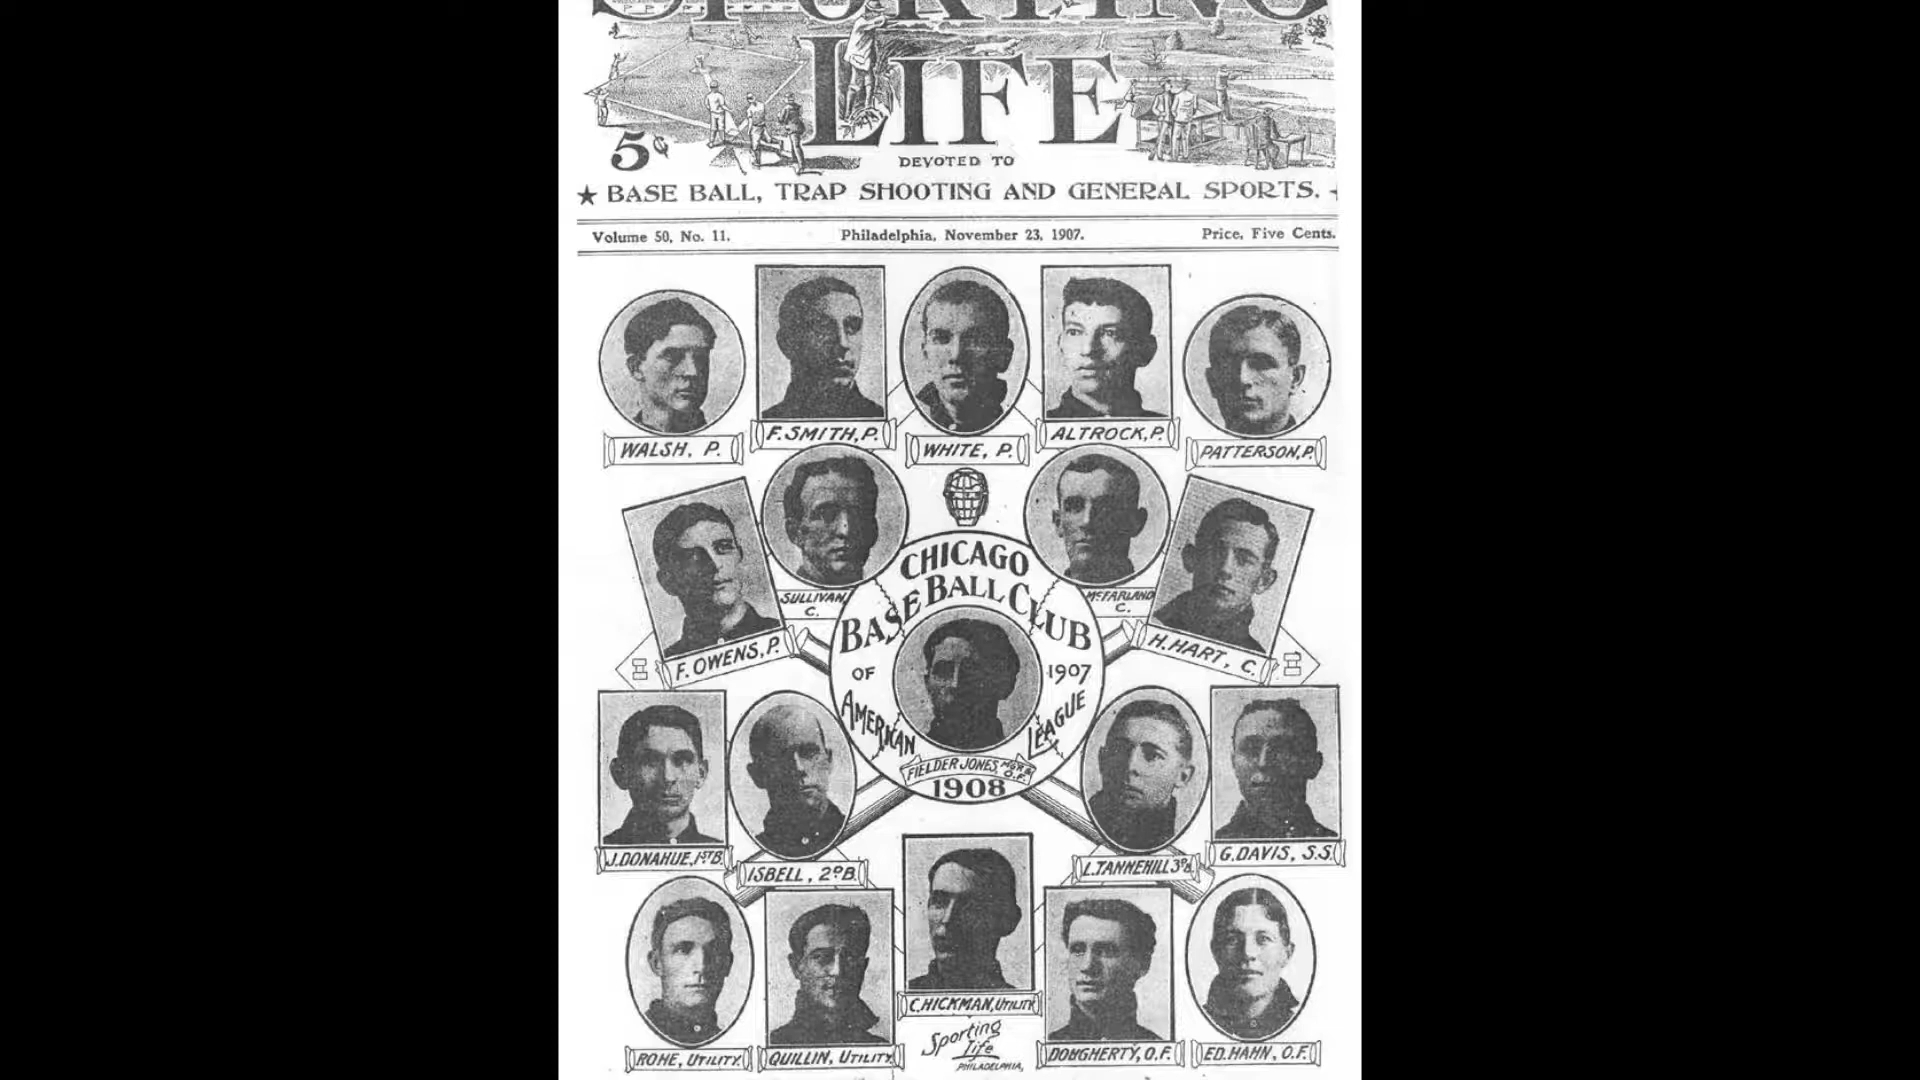 SPORTING
LIFE
5¢
DEVOTED TO
★ BASE BALL, TRAP SHOOTING AND GENERAL SPORTS.
Volume 50, No. 11. Philadelphia, November 23, 1907. Price, Five Cents.
WALSH, P.
F. SMITH, P.
WHITE, P.
ALTROCK, P.
PATTERSON, P.
SULLIVAN,
C.
McFARLAND
C.
F. OWENS, P.
H. HART, C.
CHICAGO
BASE BALL CLUB
OF 1907
AMERICAN LEAGUE
FIELDER JONES, MGR &
O.F.
1908
J. DONAHUE, 1ST B.
ISBELL, 2D B.
L. TANNEHILL 3D
G. DAVIS, S.S.
ROHE, UTILITY.
QUILLIN, UTILITY.
C. HICKMAN, UTILITY
DOUGHERTY, O.F.
ED. HAHN, O.F.
Sporting
Life
PHILADELPHIA,